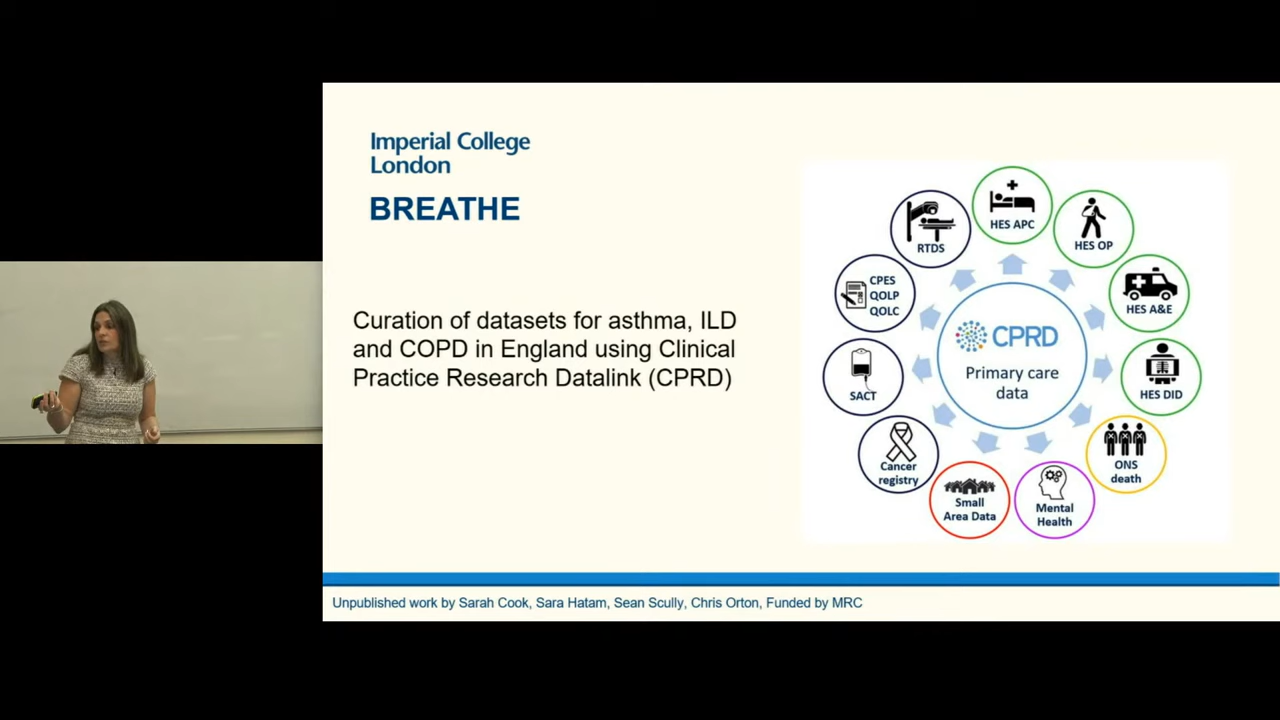 Imperial College
London
BREATHE
Curation of datasets for asthma, ILD
and COPD in England using Clinical
Practice Research Datalink (CPRD)
HES APC
HES OP
HES A&E
HES DID
ONS
death
Mental
Health
Small
Area Data
Cancer
registry
SACT
CPES
QOLP
QOLC
RTDS
CPRD
Primary care
data
Unpublished work by Sarah Cook, Sara Hatam, Sean Scully, Chris Orton, Funded by MRC